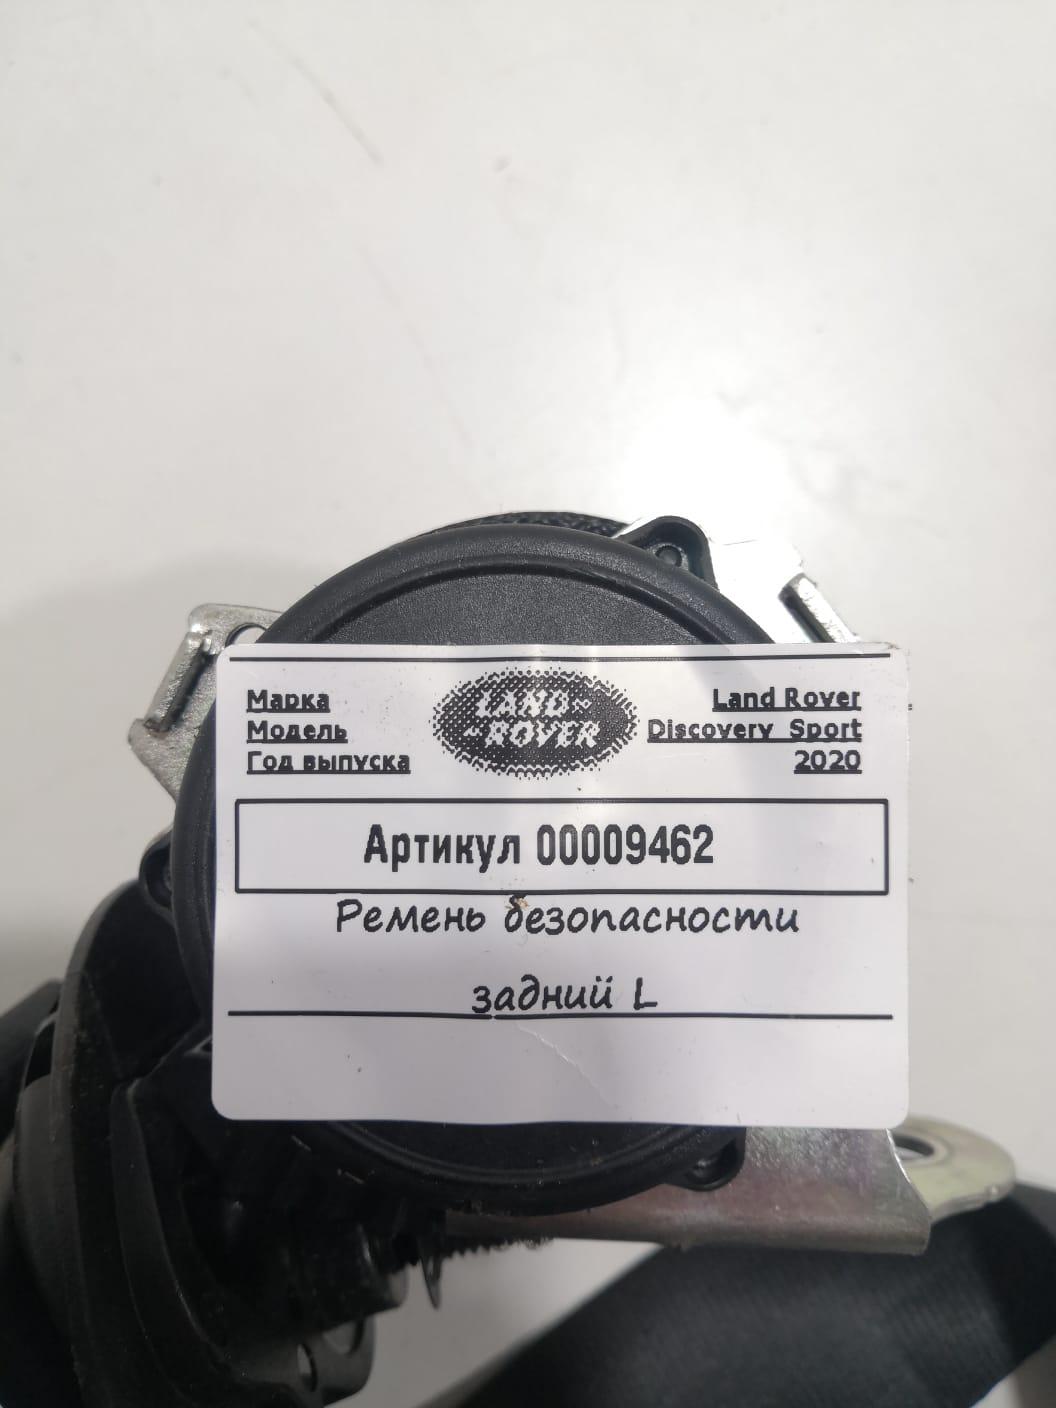 Марка Land Rover
Модель Discovery Sport
Год выпуска 2020
LAND-
-ROVER
Артикул 00009462
Ремень безопасности
задний L